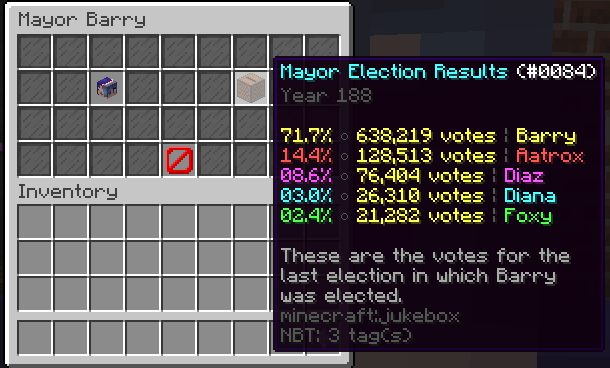 Mayor Barry
Mayor Election Results (#0084)
Year 188
71.7% ○ 638,219 votes ¦ Barry
14.4% ○ 128,513 votes ¦ Aatrox
08.6% ○ 76,404 votes ¦ Diaz
03.0% ○ 26,310 votes ¦ Diana
02.4% ○ 21,282 votes ¦ Foxy
These are the votes for the
last election in which Barry
was elected.
minecraft:jukebox
NBT: 3 tag(s)
Inventory